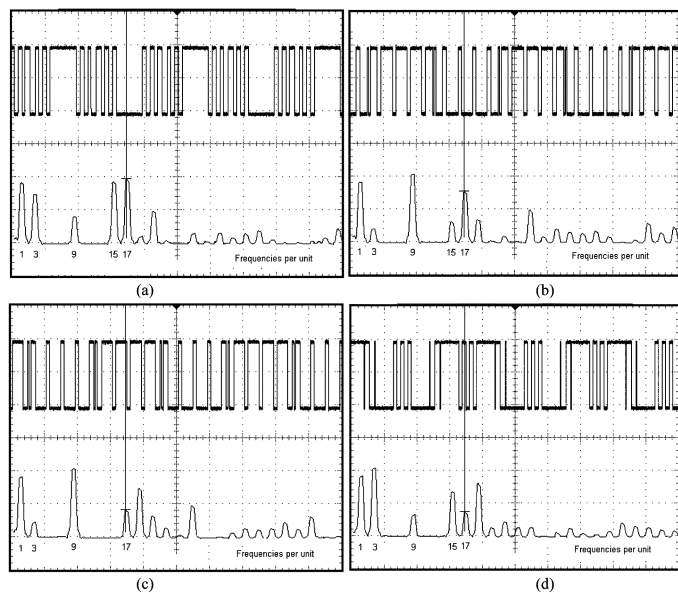 1 3 9 15 17
Frequencies per unit
(a)
1 3 9 15 17
Frequencies per unit
(b)
1 3 9 17
Frequencies per unit
(c)
1 3 9 15 17
Frequencies per unit
(d)